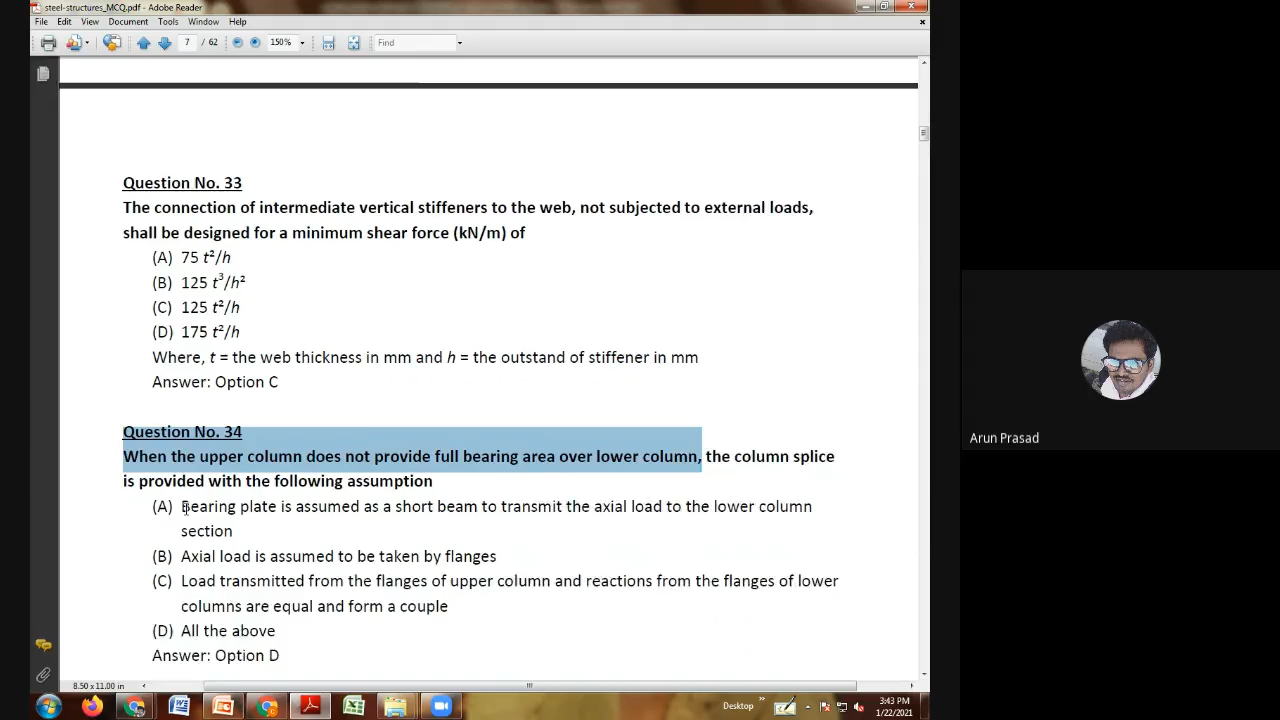 steel-structures_MCQ.pdf - Adobe Reader
File Edit View Document Tools Window Help
7 / 62 150% Find
Question No. 33
The connection of intermediate vertical stiffeners to the web, not subjected to external loads,
shall be designed for a minimum shear force (kN/m) of
(A) 75 t²/h
(B) 125 t³/h²
(C) 125 t²/h
(D) 175 t²/h
Where, t = the web thickness in mm and h = the outstand of stiffener in mm
Answer: Option C
Question No. 34
When the upper column does not provide full bearing area over lower column, the column splice
is provided with the following assumption
(A) Bearing plate is assumed as a short beam to transmit the axial load to the lower column
section
(B) Axial load is assumed to be taken by flanges
(C) Load transmitted from the flanges of upper column and reactions from the flanges of lower
columns are equal and form a couple
(D) All the above
Answer: Option D
Arun Prasad
8.50 x 11.00 in
Desktop »
3:43 PM
1/22/2021